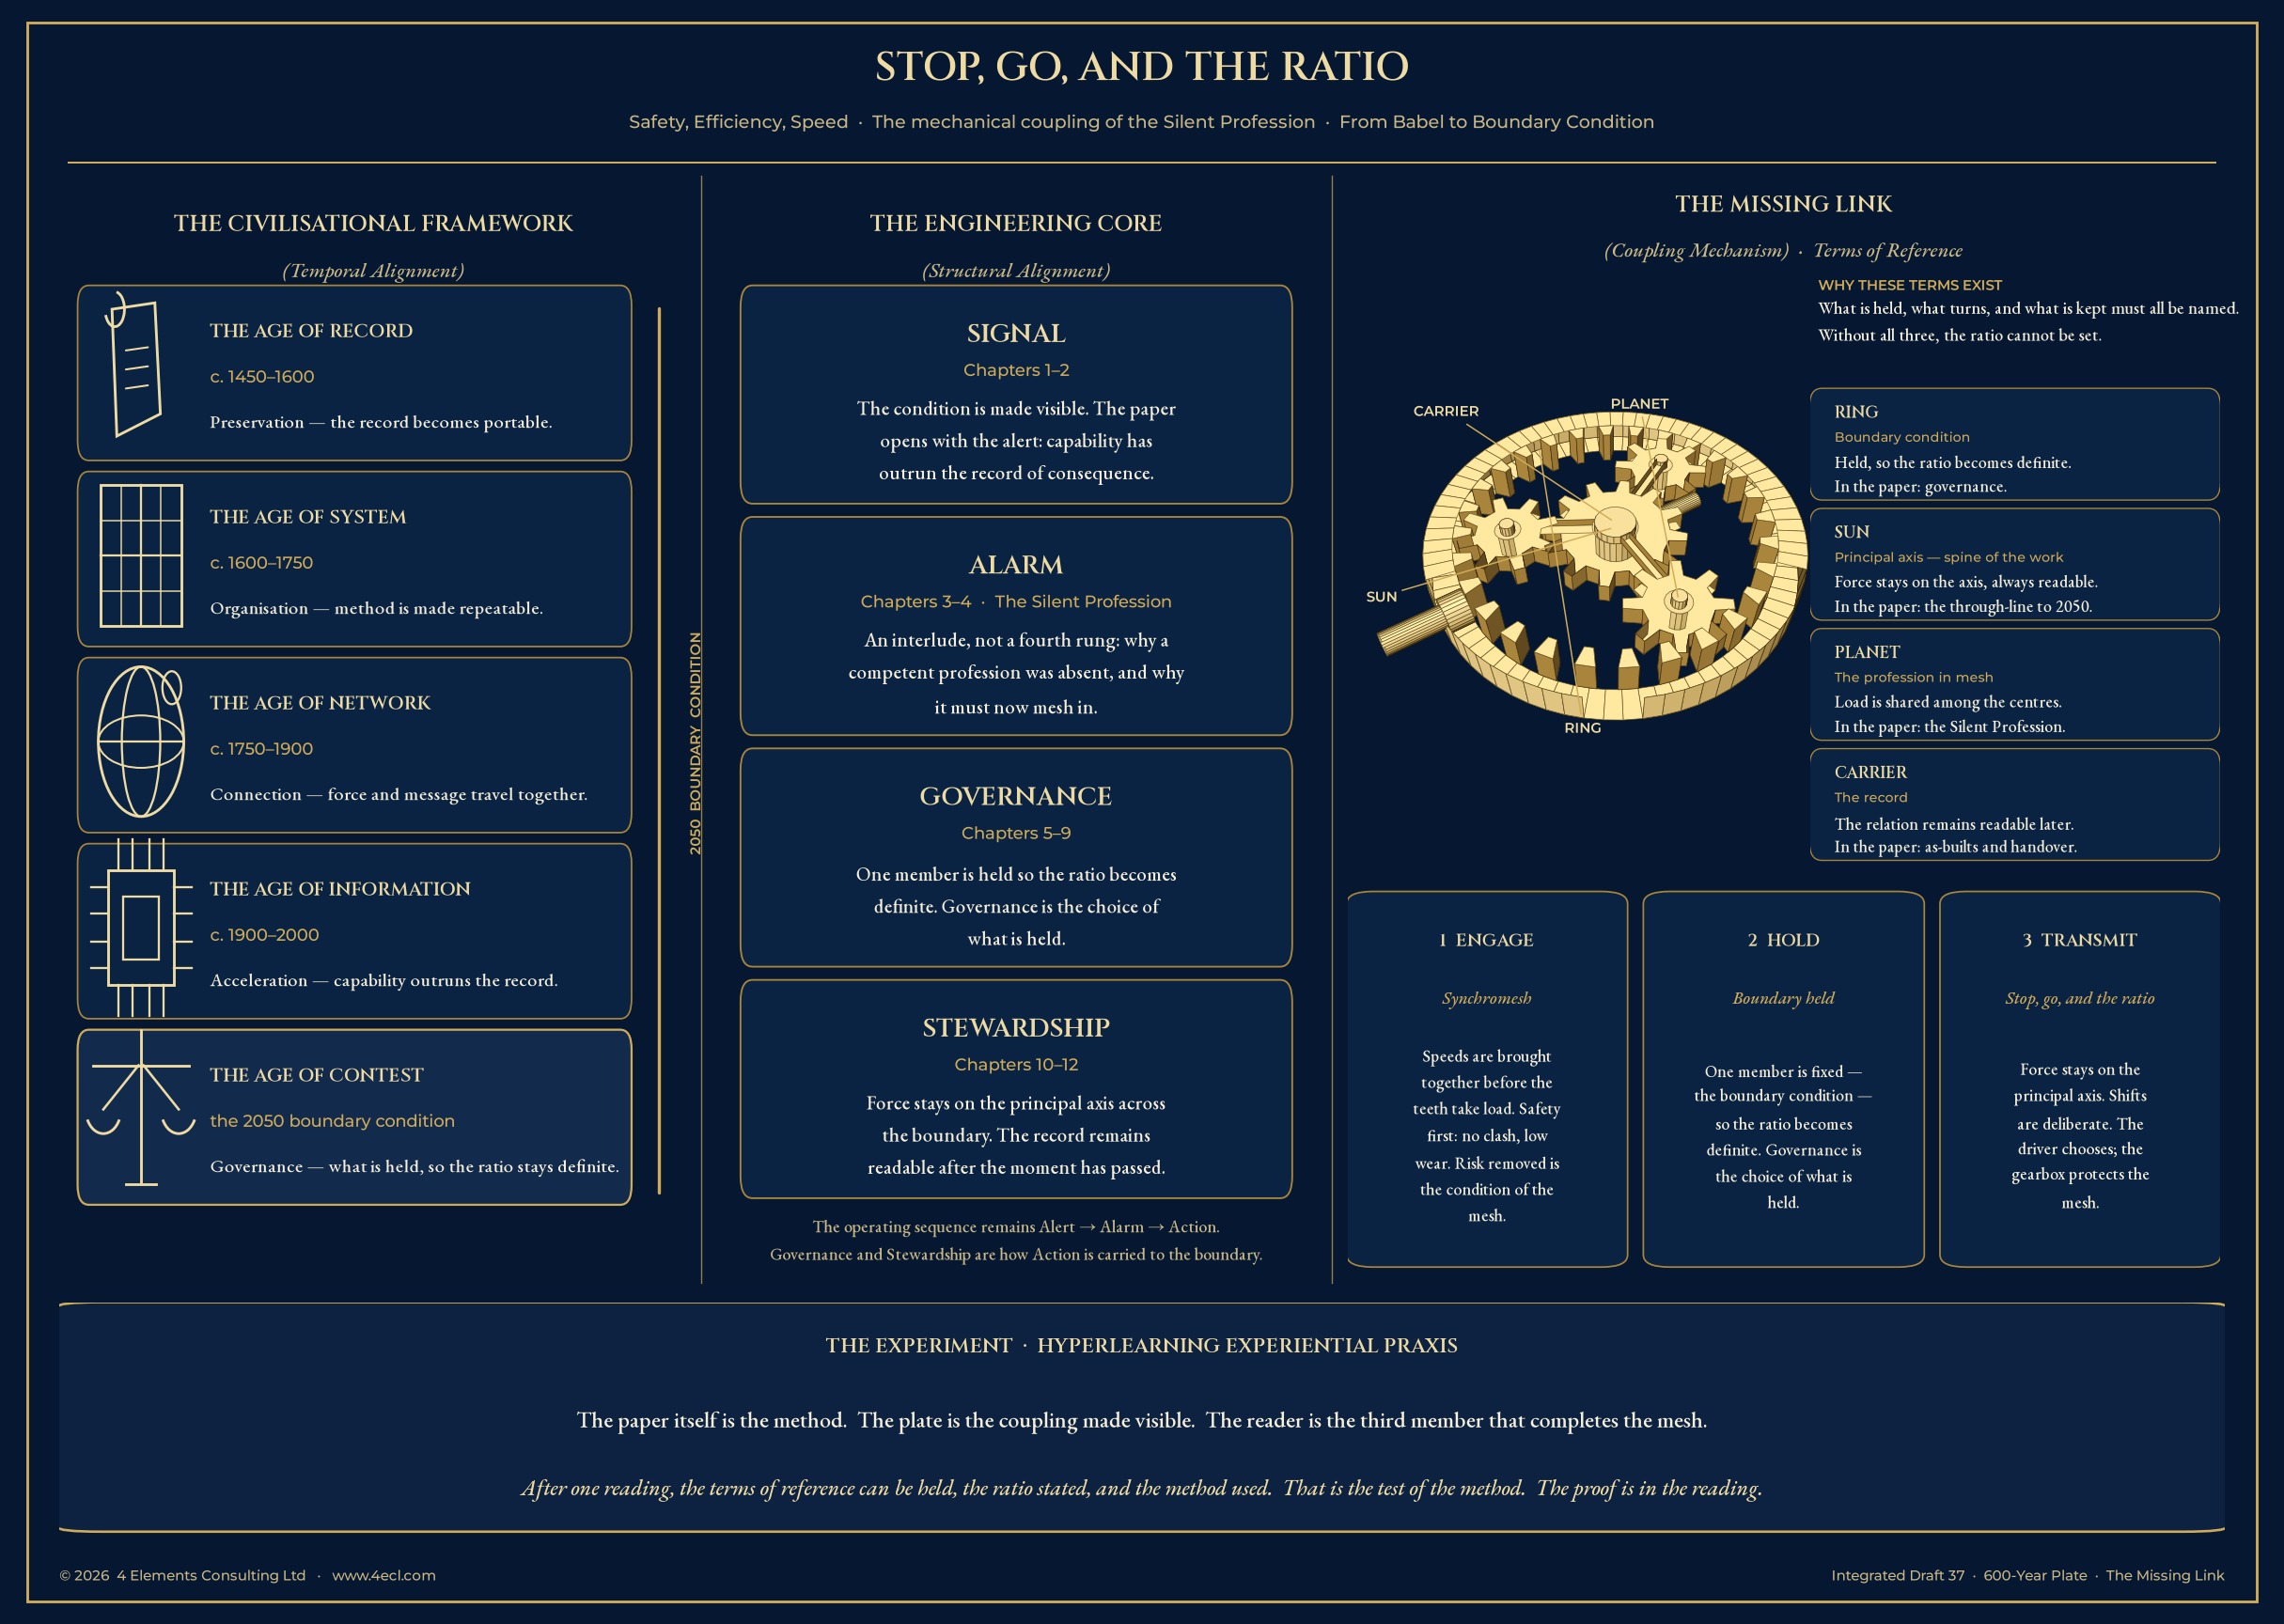 STOP, GO, AND THE RATIO
Safety, Efficiency, Speed · The mechanical coupling of the Silent Profession · From Babel to Boundary Condition
THE CIVILISATIONAL FRAMEWORK
(Temporal Alignment)
THE AGE OF RECORD
c. 1450–1600
Preservation — the record becomes portable.
THE AGE OF SYSTEM
c. 1600–1750
Organisation — method is made repeatable.
THE AGE OF NETWORK
c. 1750–1900
Connection — force and message travel together.
THE AGE OF INFORMATION
c. 1900–2000
Acceleration — capability outruns the record.
THE AGE OF CONTEST
the 2050 boundary condition
Governance — what is held, so the ratio stays definite.
2050 BOUNDARY CONDITION
THE ENGINEERING CORE
(Structural Alignment)
SIGNAL
Chapters 1–2
The condition is made visible. The paper
opens with the alert: capability has
outrun the record of consequence.
ALARM
Chapters 3–4 · The Silent Profession
An interlude, not a fourth rung: why a
competent profession was absent, and why
it must now mesh in.
GOVERNANCE
Chapters 5–9
One member is held so the ratio becomes
definite. Governance is the choice of
what is held.
STEWARDSHIP
Chapters 10–12
Force stays on the principal axis across
the boundary. The record remains
readable after the moment has passed.
The operating sequence remains Alert → Alarm → Action.
Governance and Stewardship are how Action is carried to the boundary.
THE MISSING LINK
(Coupling Mechanism) · Terms of Reference
WHY THESE TERMS EXIST
What is held, what turns, and what is kept must all be named.
Without all three, the ratio cannot be set.
CARRIER
PLANET
SUN
RING
RING
Boundary condition
Held, so the ratio becomes definite.
In the paper: governance.
SUN
Principal axis — spine of the work
Force stays on the axis, always readable.
In the paper: the through-line to 2050.
PLANET
The profession in mesh
Load is shared among the centres.
In the paper: the Silent Profession.
CARRIER
The record
The relation remains readable later.
In the paper: as-builts and handover.
1 ENGAGE
Synchromesh
Speeds are brought
together before the
teeth take load. Safety
first: no clash, low
wear. Risk removed is
the condition of the
mesh.
2 HOLD
Boundary held
One member is fixed —
the boundary condition —
so the ratio becomes
definite. Governance is
the choice of what is
held.
3 TRANSMIT
Stop, go, and the ratio
Force stays on the
principal axis. Shifts
are deliberate. The
driver chooses; the
gearbox protects the
mesh.
THE EXPERIMENT · HYPERLEARNING EXPERIENTIAL PRAXIS
The paper itself is the method. The plate is the coupling made visible. The reader is the third member that completes the mesh.
After one reading, the terms of reference can be held, the ratio stated, and the method used. That is the test of the method. The proof is in the reading.
© 2026 4 Elements Consulting Ltd · www.4ecl.com
Integrated Draft 37 · 600-Year Plate · The Missing Link